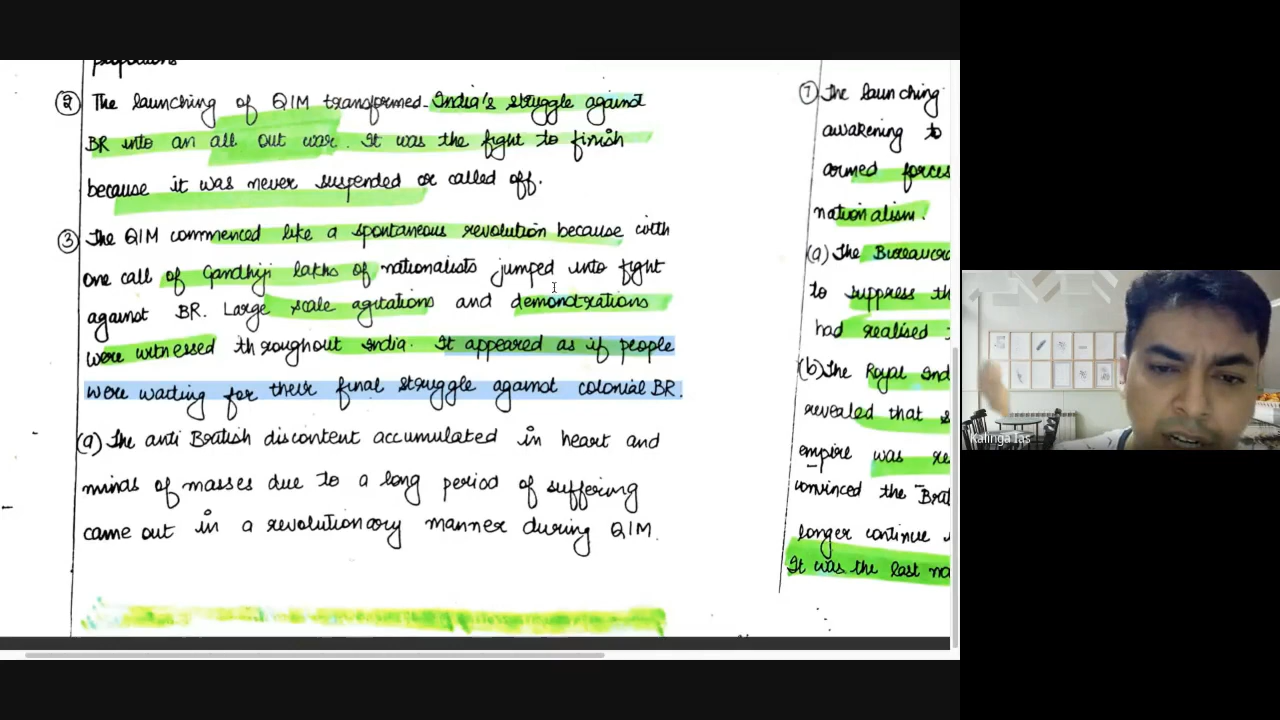 ② The launching of QIM transformed India's struggle against
BR into an all out war. It was the fight to finish
because it was never suspended or called off.
③ The QIM commenced like a spontaneous revolution because with
one call of Gandhiji lakhs of nationalists jumped into fight
against BR. Large scale agitations and demonstrations
were witnessed throughout India. It appeared as if people
were waiting for their final struggle against colonial BR.
(a) The anti British discontent accumulated in heart and
minds of masses due to a long period of suffering
came out in a revolutionary manner during QIM.
⑦ The launching
awakening to
armed forces
nationalism.
(a) The
to suppress
had realised
(b) The Royal
revealed that
empire was
convinced the
longer continue
It was the last
Kalinga Ias